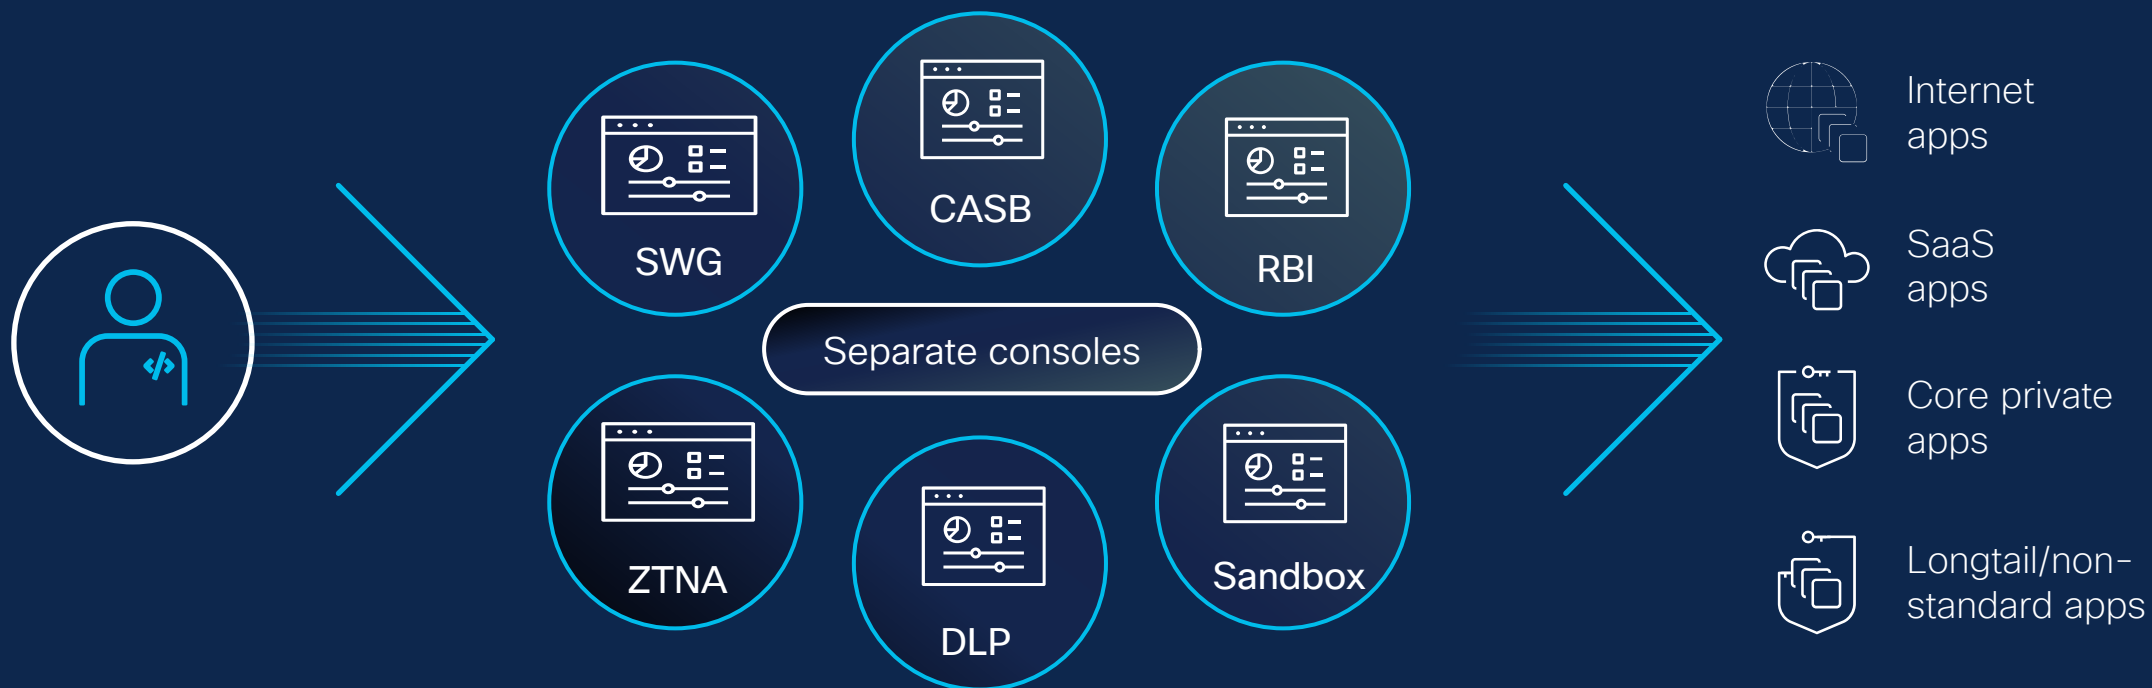 SWG
CASB
RBI
Separate consoles
ZTNA
DLP
Sandbox
Internet
apps
SaaS
apps
Core private
apps
Longtail/non-
standard apps